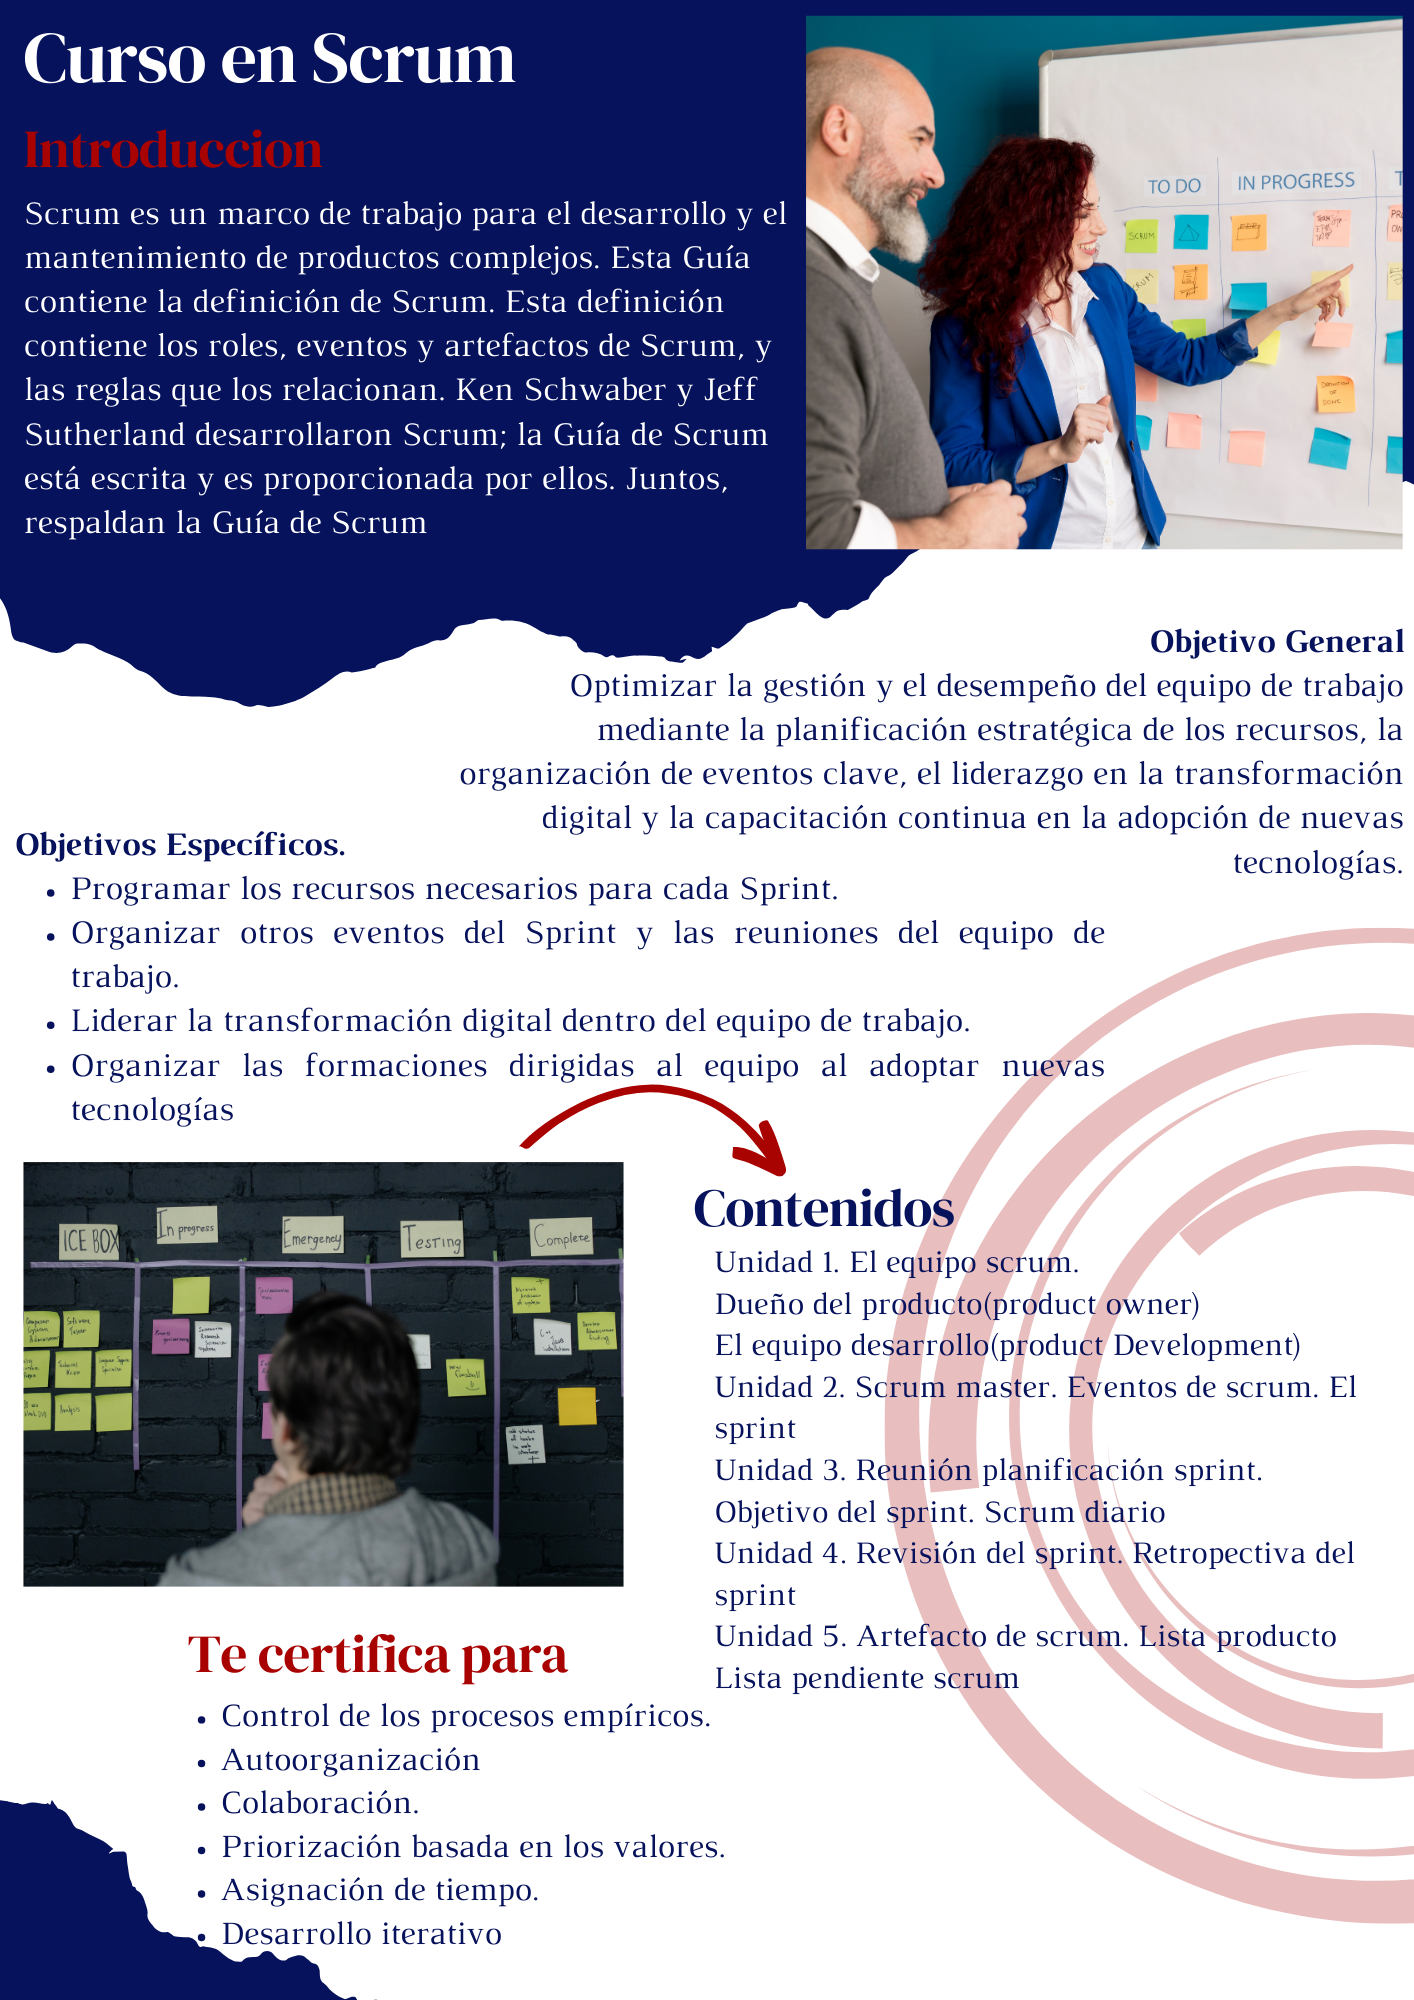 Curso en Scrum
Introduccion
Scrum es un marco de trabajo para el desarrollo y el
mantenimiento de productos complejos. Esta Guía
contiene la definición de Scrum. Esta definición
contiene los roles, eventos y artefactos de Scrum, y
las reglas que los relacionan. Ken Schwaber y Jeff
Sutherland desarrollaron Scrum; la Guía de Scrum
está escrita y es proporcionada por ellos. Juntos,
respaldan la Guía de Scrum
TO DO
IN PROGRESS
SCRUM
DEFINITION
OF
DONE
Objetivo General
Optimizar la gestión y el desempeño del equipo de trabajo
mediante la planificación estratégica de los recursos, la
organización de eventos clave, el liderazgo en la transformación
digital y la capacitación continua en la adopción de nuevas
tecnologías.
Objetivos Específicos.
Programar los recursos necesarios para cada Sprint.
Organizar otros eventos del Sprint y las reuniones del equipo de
trabajo.
Liderar la transformación digital dentro del equipo de trabajo.
Organizar las formaciones dirigidas al equipo al adoptar nuevas
tecnologías
ICE BOX
In progress
Emergency
Testing
Complete
Software
Tester
Analysis
Contenidos
Unidad 1. El equipo scrum.
Dueño del producto(product owner)
El equipo desarrollo(product Development)
Unidad 2. Scrum master. Eventos de scrum. El
sprint
Unidad 3. Reunión planificación sprint.
Objetivo del sprint. Scrum diario
Unidad 4. Revisión del sprint. Retropectiva del
sprint
Unidad 5. Artefacto de scrum. Lista producto
Lista pendiente scrum
Te certifica para
Control de los procesos empíricos.
Autoorganización
Colaboración.
Priorización basada en los valores.
Asignación de tiempo.
Desarrollo iterativo